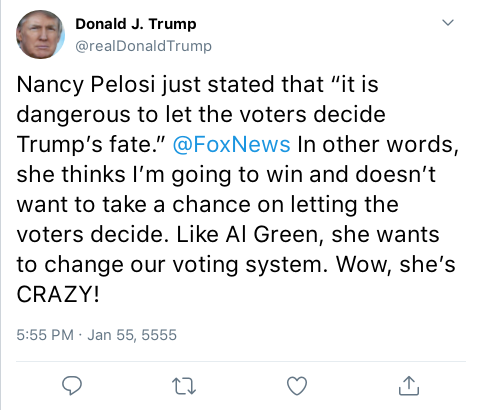 Donald J. Trump
@realDonaldTrump
Nancy Pelosi just stated that “it is
dangerous to let the voters decide
Trump’s fate.” @FoxNews In other words,
she thinks I’m going to win and doesn’t
want to take a chance on letting the
voters decide. Like Al Green, she wants
to change our voting system. Wow, she’s
CRAZY!
5:55 PM · Jan 55, 5555